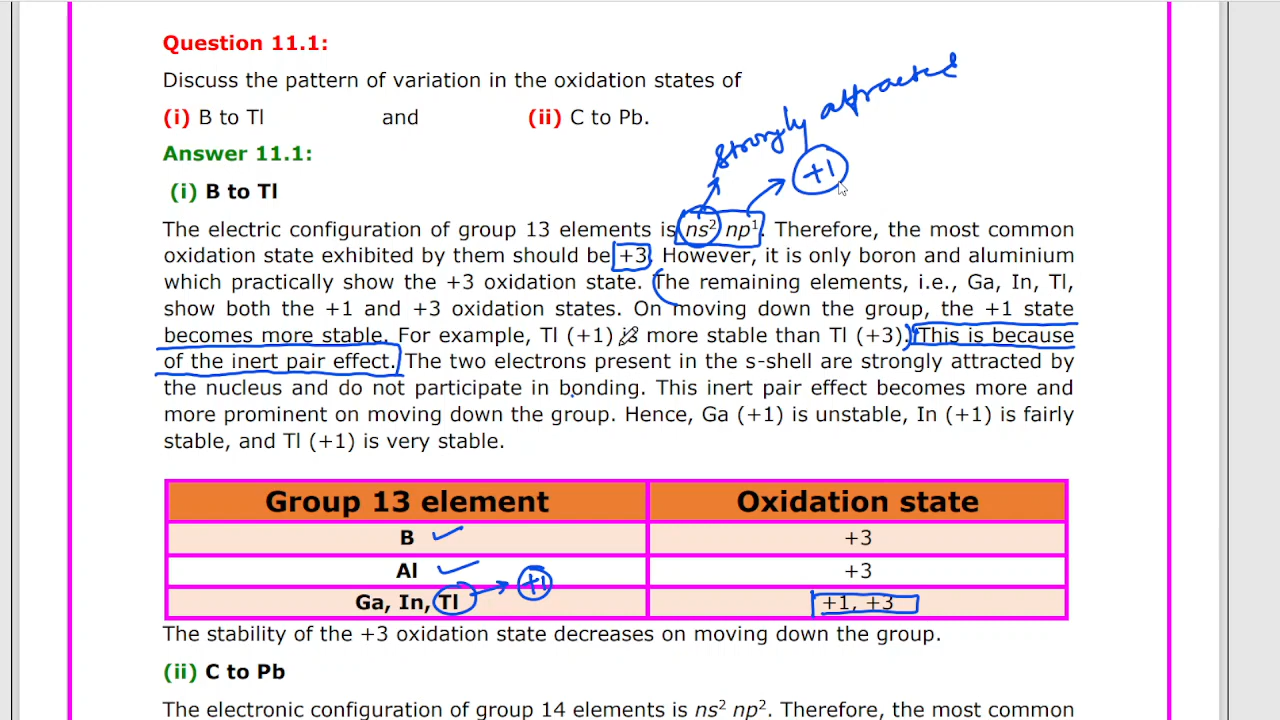 Question 11.1:
Discuss the pattern of variation in the oxidation states of
(i) B to Tl and (ii) C to Pb.
strongly attracted
Answer 11.1:
+1
(i) B to Tl
The electric configuration of group 13 elements is ns² np¹. Therefore, the most common
oxidation state exhibited by them should be +3. However, it is only boron and aluminium
which practically show the +3 oxidation state. The remaining elements, i.e., Ga, In, Tl,
show both the +1 and +3 oxidation states. On moving down the group, the +1 state
becomes more stable. For example, Tl (+1) is more stable than Tl (+3). This is because
of the inert pair effect. The two electrons present in the s-shell are strongly attracted by
the nucleus and do not participate in bonding. This inert pair effect becomes more and
more prominent on moving down the group. Hence, Ga (+1) is unstable, In (+1) is fairly
stable, and Tl (+1) is very stable.
Group 13 element Oxidation state
B +3
Al +3
+1
Ga, In, Tl +1, +3
The stability of the +3 oxidation state decreases on moving down the group.
(ii) C to Pb
The electronic configuration of group 14 elements is ns² np². Therefore, the most common